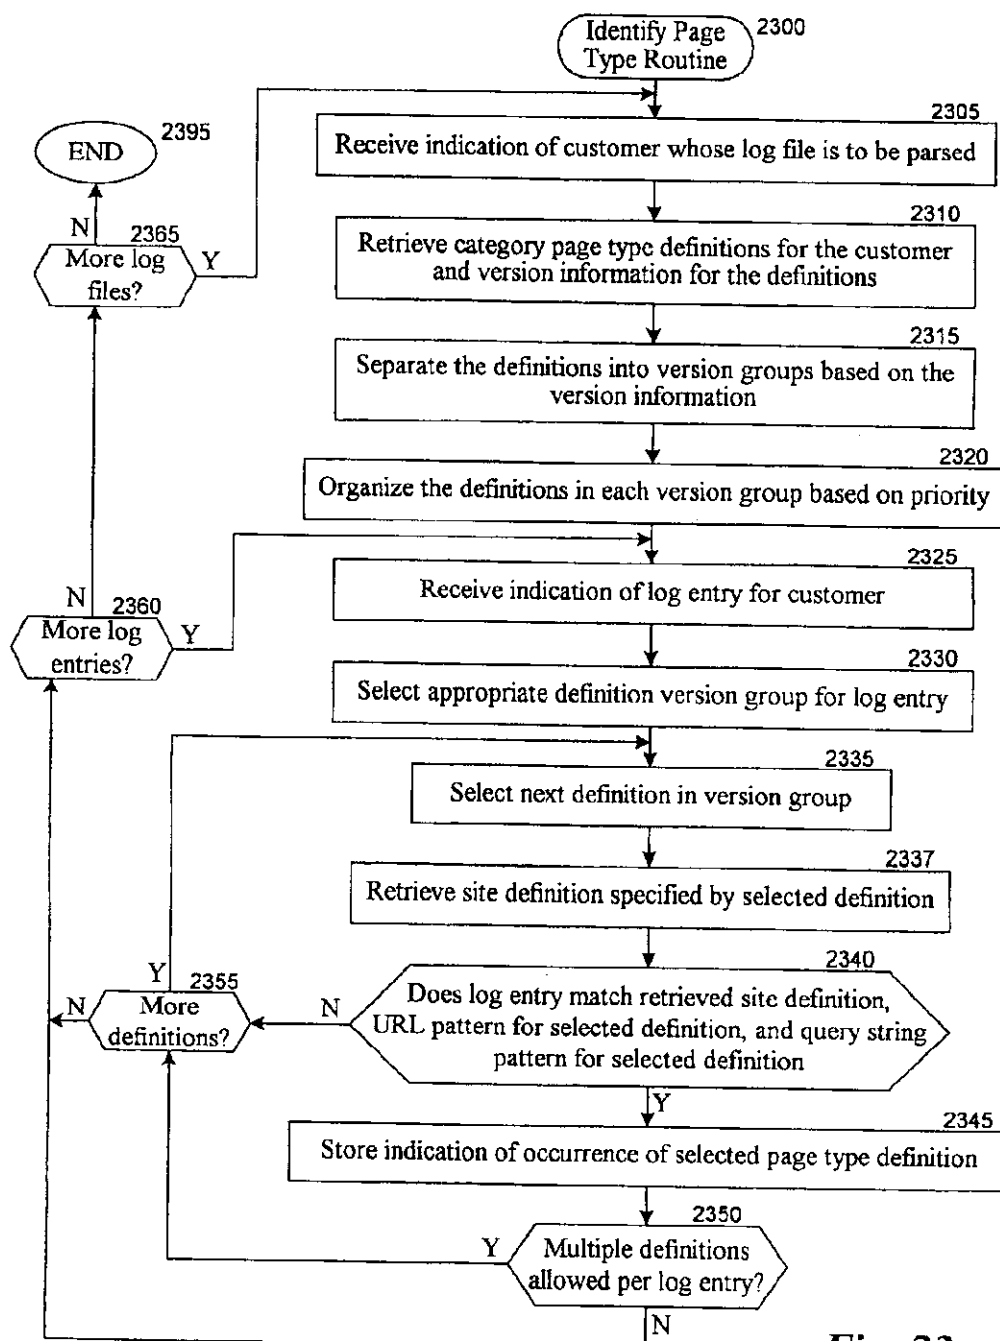 Identify Page
Type Routine
2300
2305
Receive indication of customer whose log file is to be parsed
2395
END
2310
Retrieve category page type definitions for the customer
and version information for the definitions
N
2365
More log
files?
Y
2315
Separate the definitions into version groups based on the
version information
2320
Organize the definitions in each version group based on priority
2325
Receive indication of log entry for customer
N
2360
More log
entries?
Y
2330
Select appropriate definition version group for log entry
2335
Select next definition in version group
2337
Retrieve site definition specified by selected definition
2340
Does log entry match retrieved site definition,
URL pattern for selected definition, and query string
pattern for selected definition
N
Y
2355
More
definitions?
N
Y
2345
Store indication of occurrence of selected page type definition
2350
Multiple definitions
allowed per log entry?
Y
N